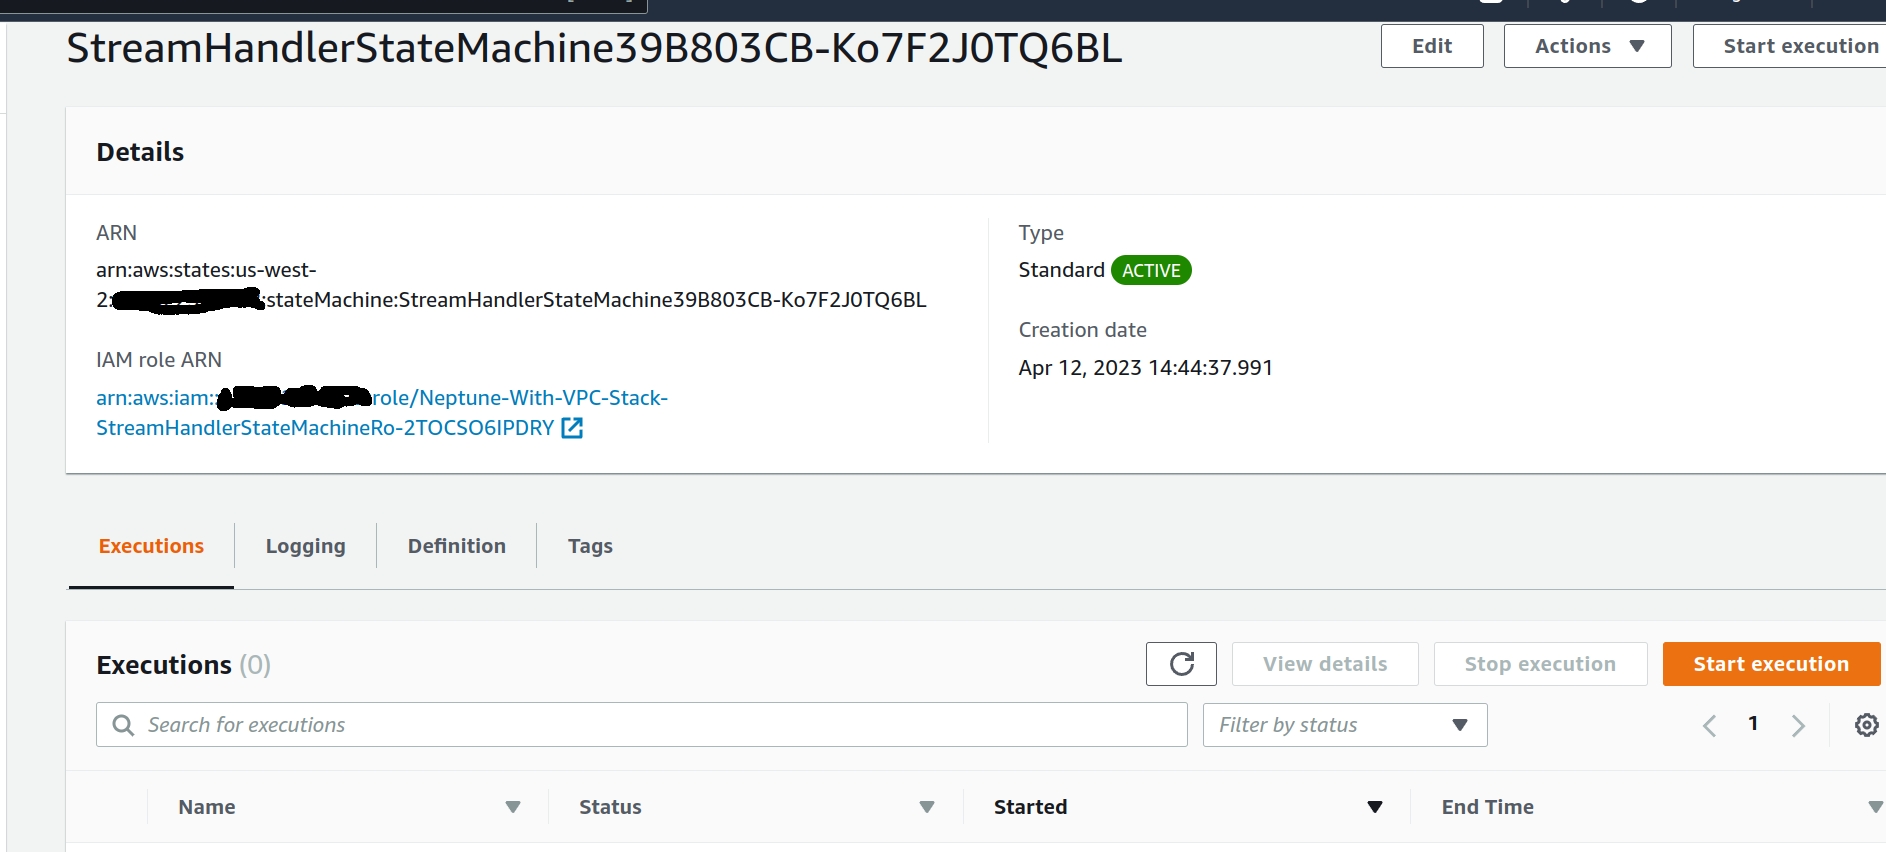 StreamHandlerStateMachine39B803CB-Ko7F2J0TQ6BL
Edit
Actions
Start execution
Details
ARN
arn:aws:states:us-west-
2: :stateMachine:StreamHandlerStateMachine39B803CB-Ko7F2J0TQ6BL
IAM role ARN
arn:aws:iam:: role/Neptune-With-VPC-Stack-
StreamHandlerStateMachineRo-2TOCSO6IPDRY
Type
Standard ACTIVE
Creation date
Apr 12, 2023 14:44:37.991
Executions
Logging
Definition
Tags
Executions (0)
View details
Stop execution
Start execution
Search for executions
Filter by status
1
Name
Status
Started
End Time